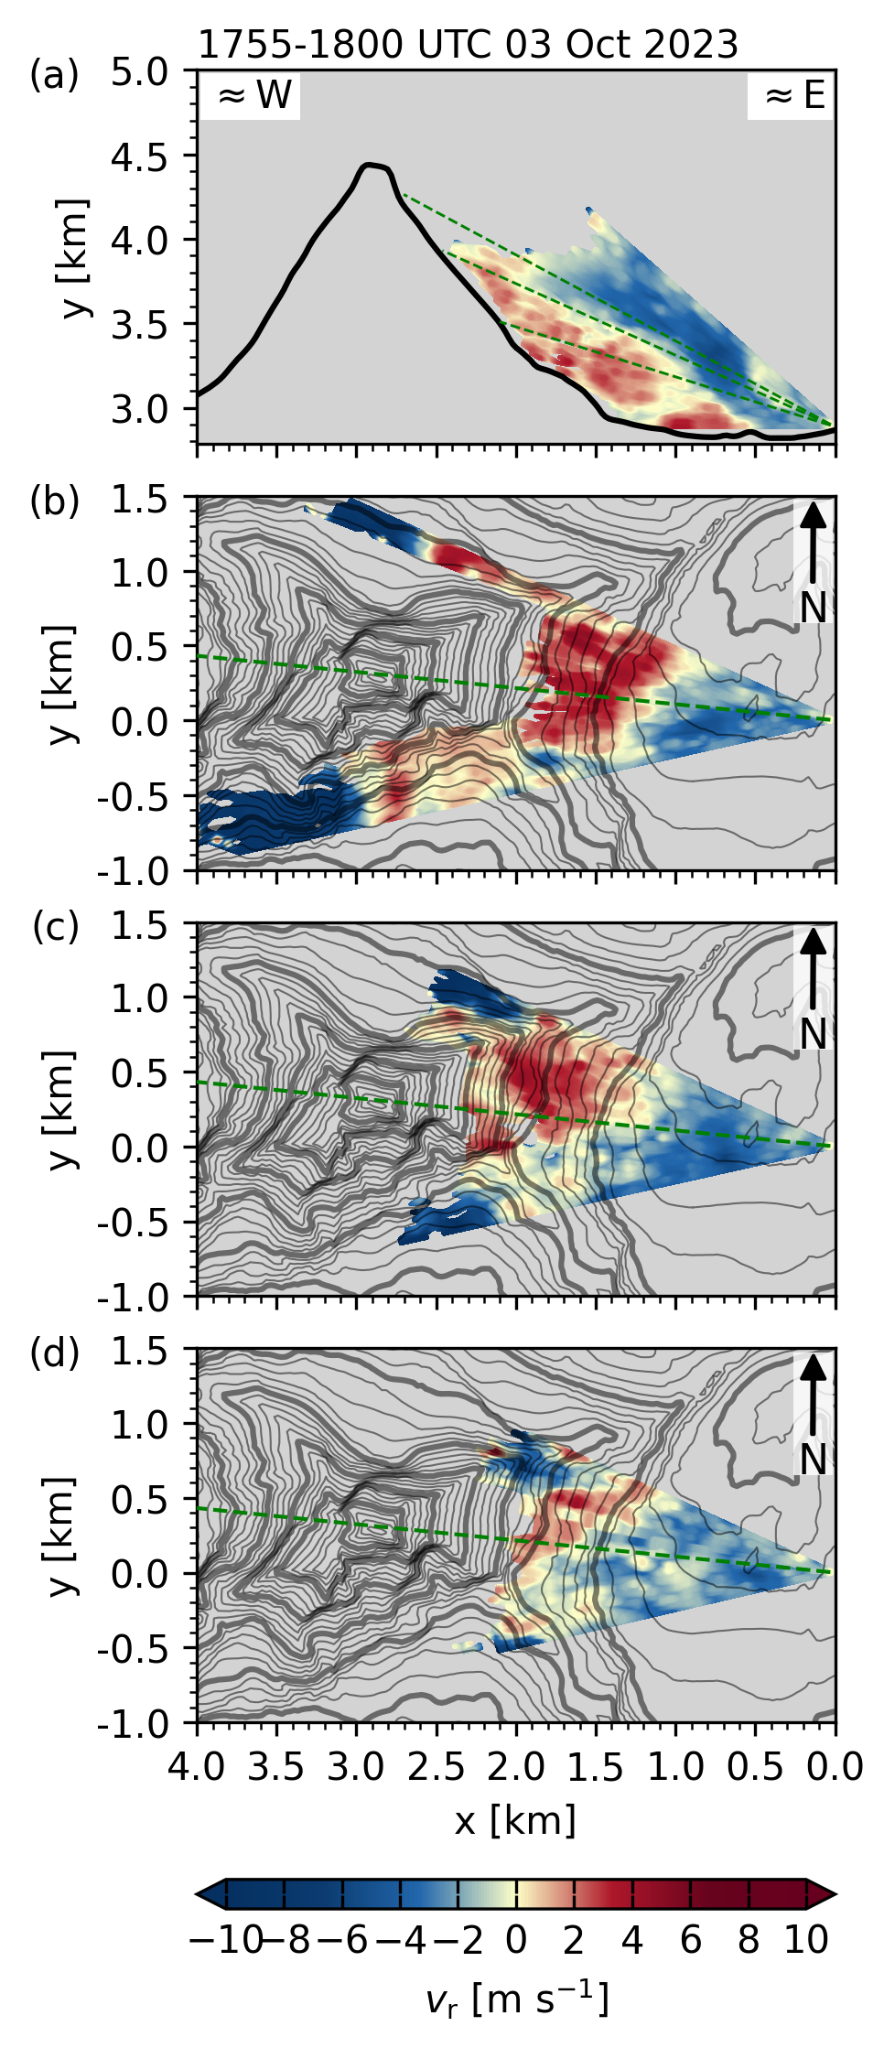 1755-1800 UTC 03 Oct 2023
(a)
≈W
≈E
5.0
4.5
4.0
3.5
3.0
y [km]
(b)
1.5
1.0
0.5
0.0
-0.5
-1.0
y [km]
N
(c)
1.5
1.0
0.5
0.0
-0.5
-1.0
y [km]
N
(d)
1.5
1.0
0.5
0.0
-0.5
-1.0
y [km]
N
4.0 3.5 3.0 2.5 2.0 1.5 1.0 0.5 0.0
x [km]
−10 −8 −6 −4 −2 0 2 4 6 8 10
vr [m s⁻¹]